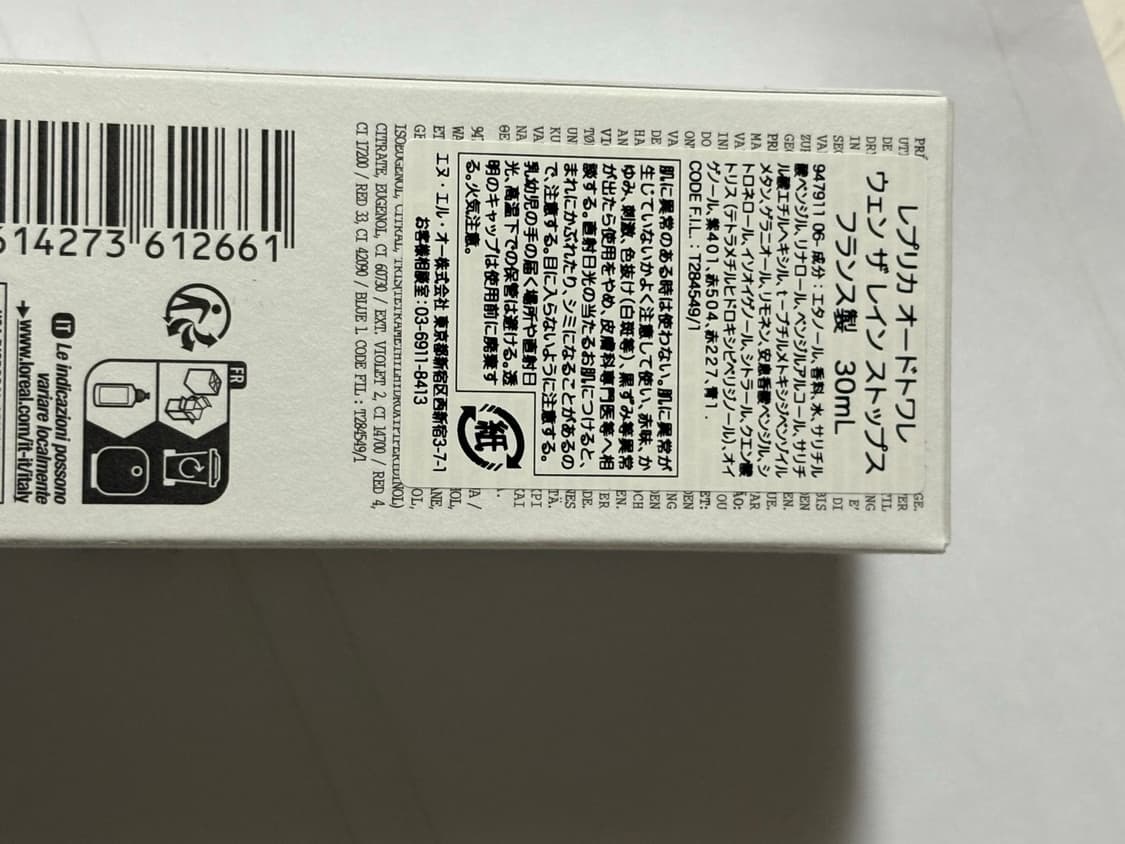 レプリカ オードトワレ
ウェン ザ レイン ストップス
フランス製 30mL
947911 06- 成分：エタノール、香料、水、サリチル
酸ベンジル、リナロール、ベンジルアルコール、サリチ
ル酸エチルヘキシル、t-ブチルメトキシジベンゾイル
メタン、ゲラニオール、リモネン、安息香酸ベンジル、シ
トロネロール、イソオイゲノール、シトラール、クエン酸
トリス(テトラメチルヒドロキシピペリジノール)、オイ
ゲノール、紫401、赤504、赤227、青1．
CODE F.I.L. : T284549/1
肌に異常のある時は使わない。肌に異常が
生じていないかよく注意して使い、赤味、か
ゆみ、刺激、色抜け(白斑等)、黒ずみ等異常
が出たら使用をやめ、皮膚科専門医等へ相
談する。直射日光の当たるお肌につけると、
まれにかぶれたり、シミになることがあるの
で、注意する。目に入らないように注意する。
乳幼児の手の届く場所や直射日
光、高温下での保管は避ける。透
明のキャップは使用前に廃棄す
る。火気注意。
紙
エヌ・エル・オー株式会社 東京都新宿区西新宿3-7-1
お客様相談室：03-6911-8413
CITRATE, EUGENOL, CI 60730 / EXT. VIOLET 2, CI 14700 / RED 4,
CI 17200 / RED 33, CI 42090 / BLUE 1. CODE FIL : T284549/1
614273 612661
FR
IT Le indicazioni possono
variare localmente
www.loreal.com/it-it/italy